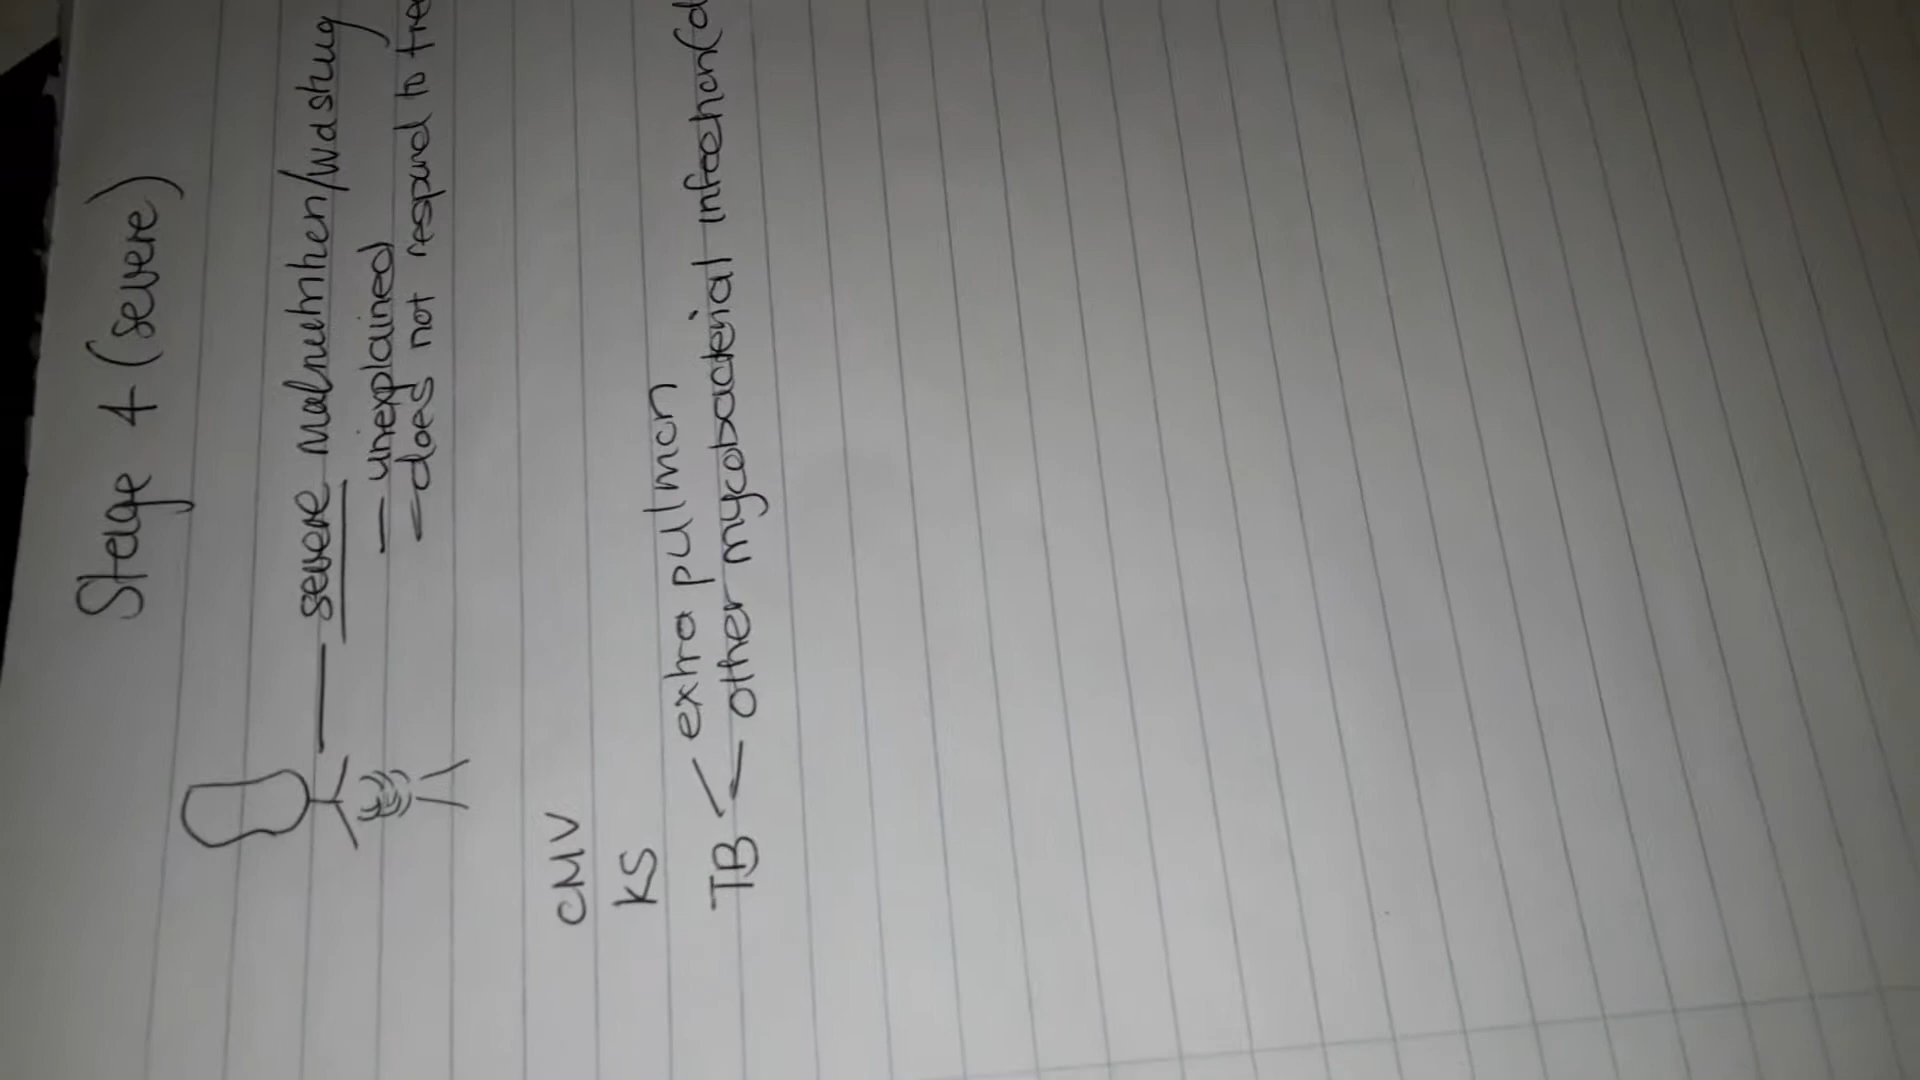 Stage 4 (severe)
— severe malnutrition/wasting
— unexplained
— does not respond to
CMV
KS
TB < extra pulmon
— other mycobacterial infection(d